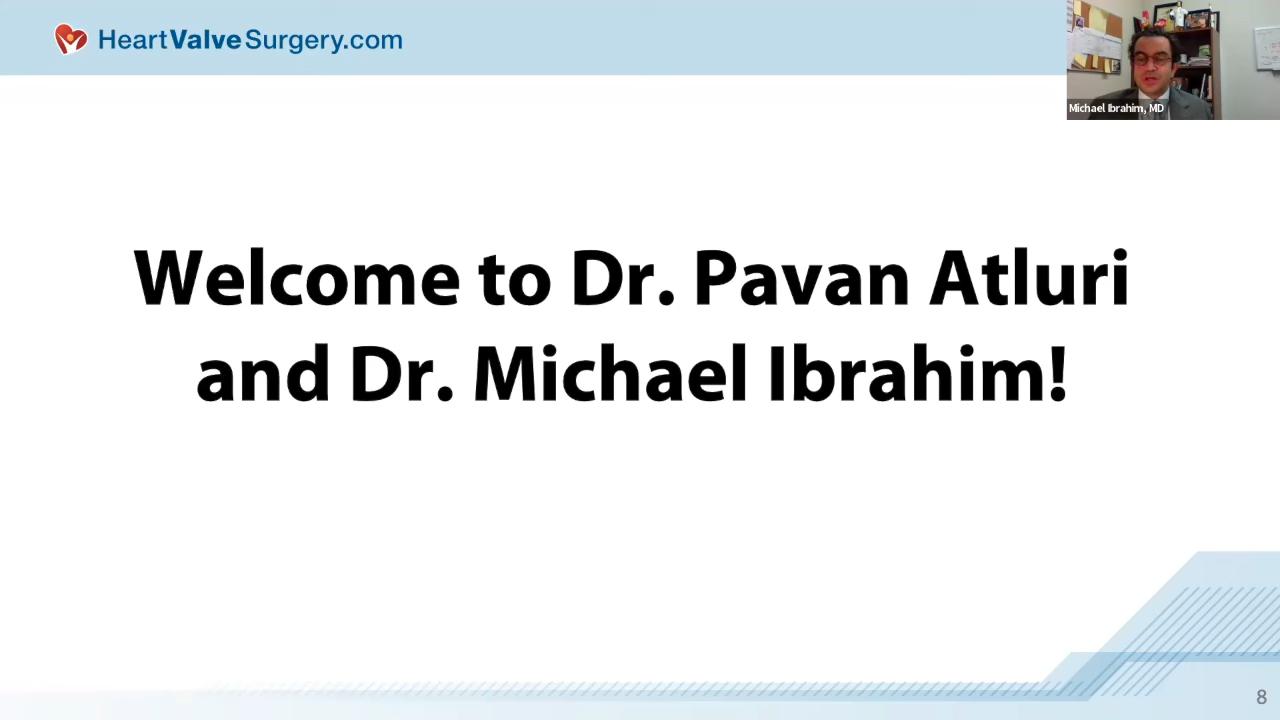 HeartValveSurgery.com
Michael Ibrahim, MD
Welcome to Dr. Pavan Atluri
and Dr. Michael Ibrahim!
8